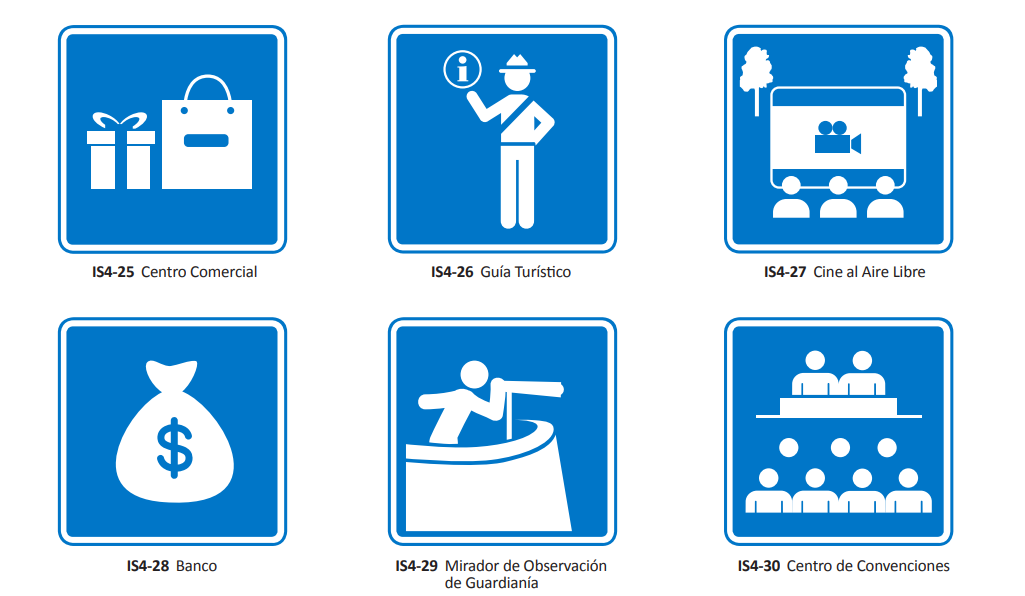 i
IS4-25 Centro Comercial
IS4-26 Guía Turístico
IS4-27 Cine al Aire Libre
$
IS4-28 Banco
IS4-29 Mirador de Observación
de Guardianía
IS4-30 Centro de Convenciones